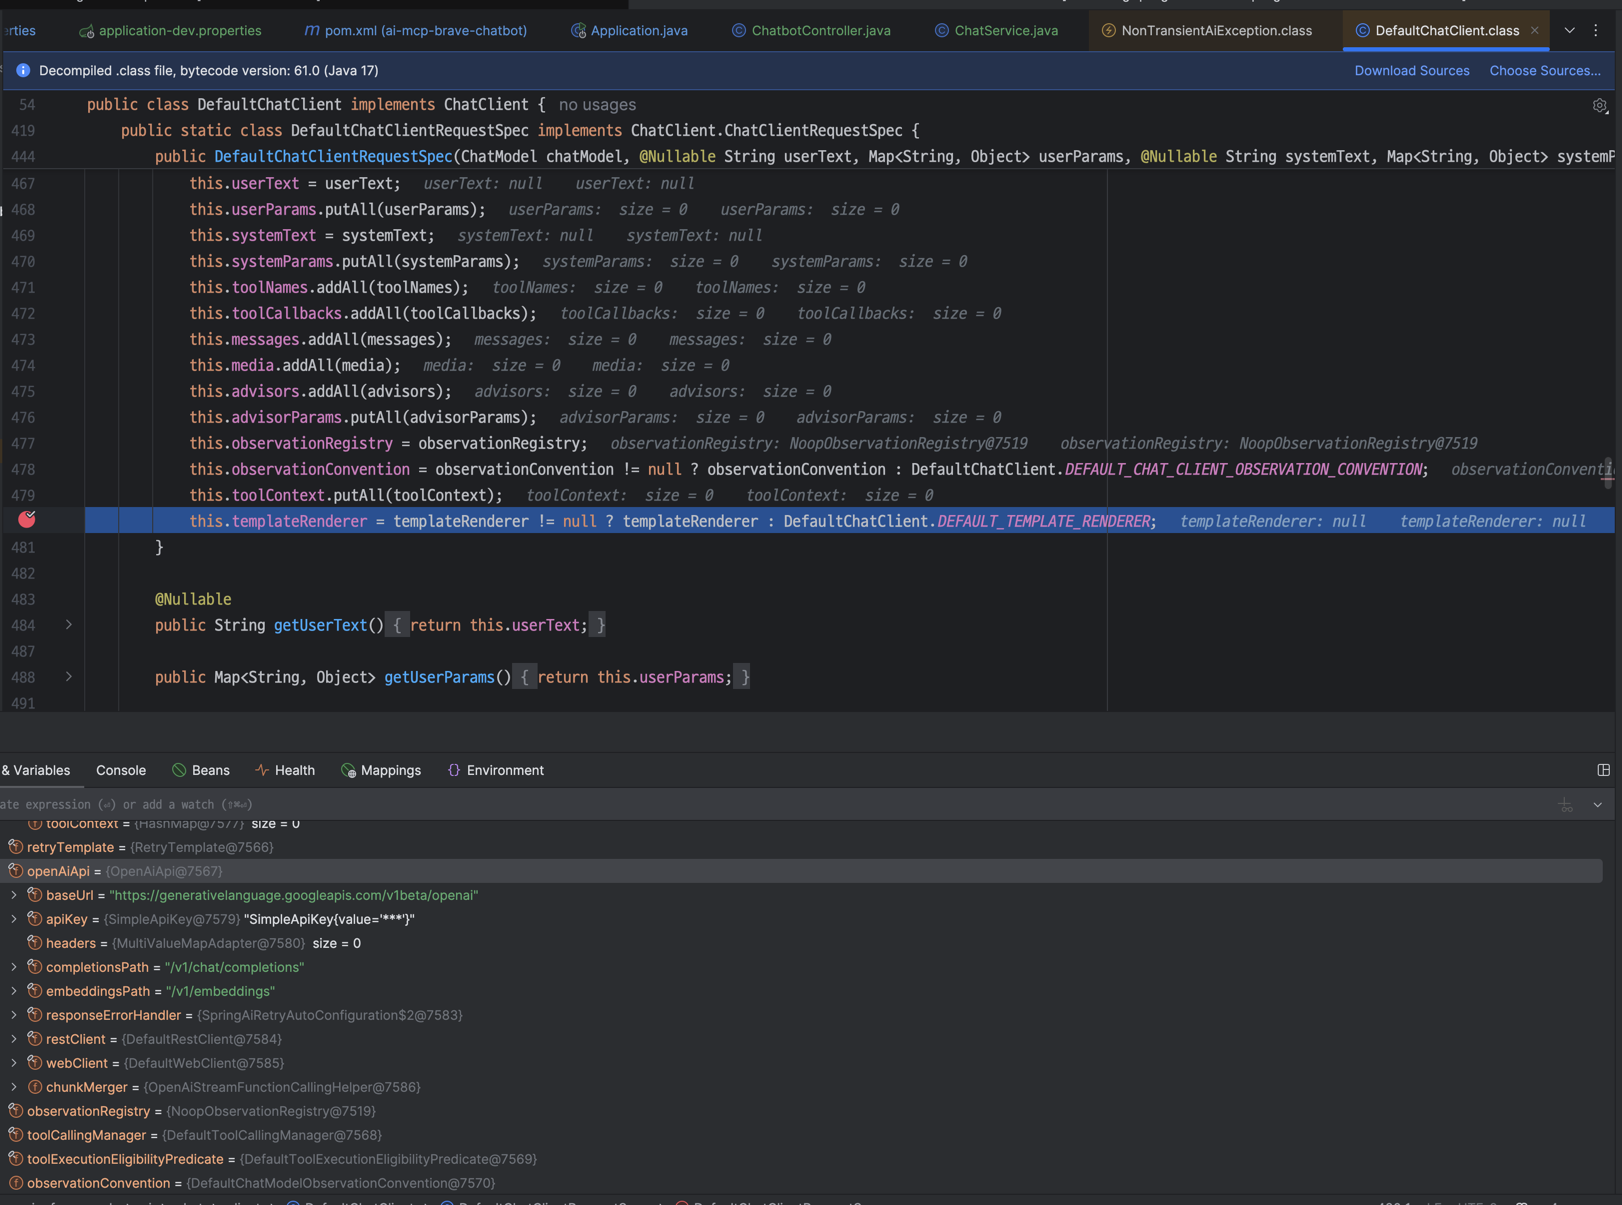 erties
application-dev.properties
pom.xml (ai-mcp-brave-chatbot)
Application.java
ChatbotController.java
ChatService.java
NonTransientAiException.class
DefaultChatClient.class
Decompiled .class file, bytecode version: 61.0 (Java 17)
Download Sources
Choose Sources...
54 public class DefaultChatClient implements ChatClient { no usages
419 public static class DefaultChatClientRequestSpec implements ChatClient.ChatClientRequestSpec {
444 public DefaultChatClientRequestSpec(ChatModel chatModel, @Nullable String userText, Map<String, Object> userParams, @Nullable String systemText, Map<String, Object> systemP
467 this.userText = userText; userText: null userText: null
468 this.userParams.putAll(userParams); userParams: size = 0 userParams: size = 0
469 this.systemText = systemText; systemText: null systemText: null
470 this.systemParams.putAll(systemParams); systemParams: size = 0 systemParams: size = 0
471 this.toolNames.addAll(toolNames); toolNames: size = 0 toolNames: size = 0
472 this.toolCallbacks.addAll(toolCallbacks); toolCallbacks: size = 0 toolCallbacks: size = 0
473 this.messages.addAll(messages); messages: size = 0 messages: size = 0
474 this.media.addAll(media); media: size = 0 media: size = 0
475 this.advisors.addAll(advisors); advisors: size = 0 advisors: size = 0
476 this.advisorParams.putAll(advisorParams); advisorParams: size = 0 advisorParams: size = 0
477 this.observationRegistry = observationRegistry; observationRegistry: NoopObservationRegistry@7519 observationRegistry: NoopObservationRegistry@7519
478 this.observationConvention = observationConvention != null ? observationConvention : DefaultChatClient.DEFAULT_CHAT_CLIENT_OBSERVATION_CONVENTION; observationConventi
479 this.toolContext.putAll(toolContext); toolContext: size = 0 toolContext: size = 0
this.templateRenderer = templateRenderer != null ? templateRenderer : DefaultChatClient.DEFAULT_TEMPLATE_RENDERER; templateRenderer: null templateRenderer: null
481 }
482
483 @Nullable
484 public String getUserText() { return this.userText; }
487
488 public Map<String, Object> getUserParams() { return this.userParams; }
491
& Variables
Console
Beans
Health
Mappings
Environment
ate expression (⏎) or add a watch (⇧⌘⏎)
toolContext = {HashMap@7577} size = 0
retryTemplate = {RetryTemplate@7566}
openAiApi = {OpenAiApi@7567}
baseUrl = "https://generativelanguage.googleapis.com/v1beta/openai"
apiKey = {SimpleApiKey@7579} "SimpleApiKey{value='***'}"
headers = {MultiValueMapAdapter@7580} size = 0
completionsPath = "/v1/chat/completions"
embeddingsPath = "/v1/embeddings"
responseErrorHandler = {SpringAiRetryAutoConfiguration$2@7583}
restClient = {DefaultRestClient@7584}
webClient = {DefaultWebClient@7585}
chunkMerger = {OpenAiStreamFunctionCallingHelper@7586}
observationRegistry = {NoopObservationRegistry@7519}
toolCallingManager = {DefaultToolCallingManager@7568}
toolExecutionEligibilityPredicate = {DefaultToolExecutionEligibilityPredicate@7569}
observationConvention = {DefaultChatModelObservationConvention@7570}